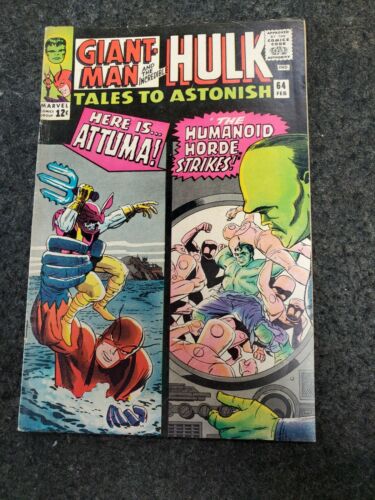 GIANT-MAN
AND THE INCREDIBLE
HULK
TALES TO ASTONISH
APPROVED
BY THE
COMICS
CODE
AUTHORITY
MARVEL
COMICS
GROUP
12¢
IND.
64
FEB
HERE IS...
ATTUMA!
THE
HUMANOID
HORDE
STRIKES!